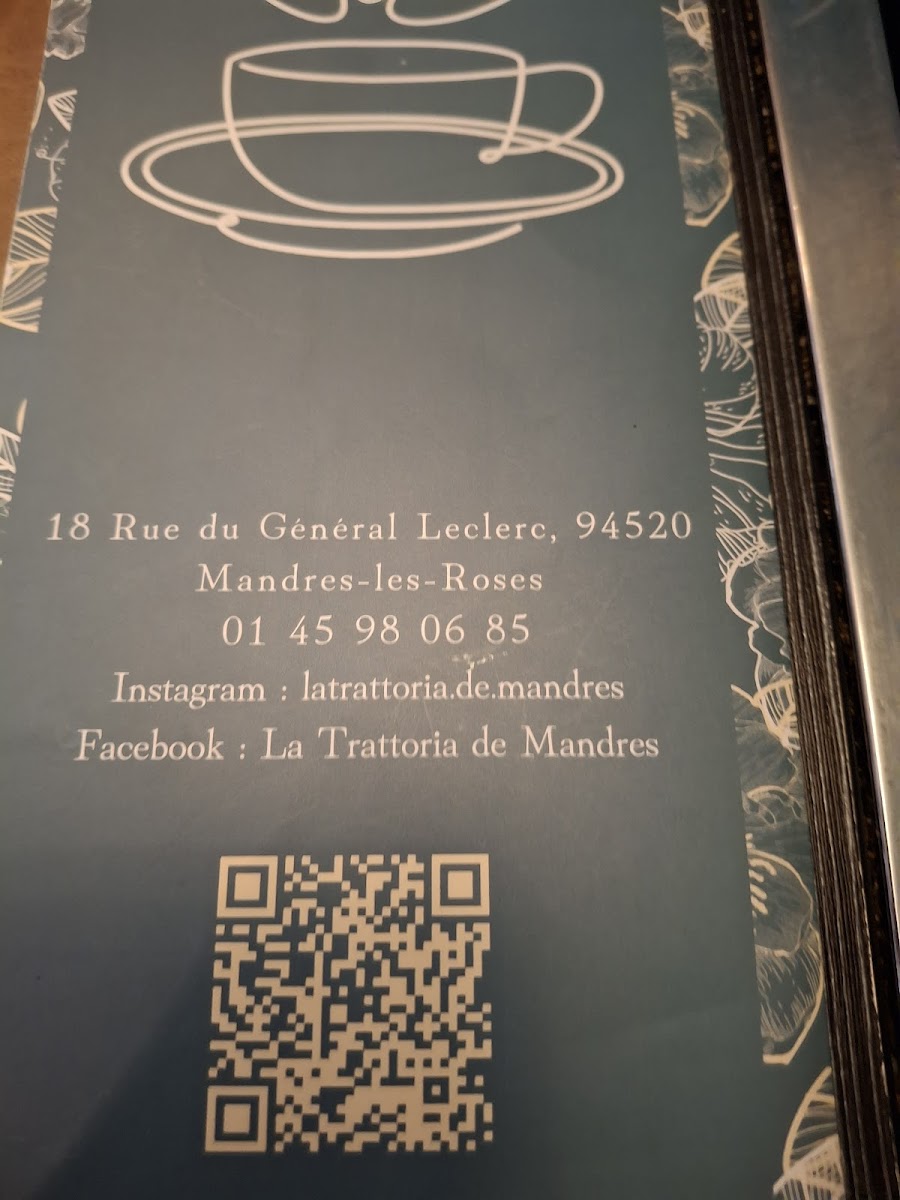 18 Rue du Général Leclerc, 94520
Mandres-les-Roses
01 45 98 06 85
Instagram : latrattoria.de.mandres
Facebook : La Trattoria de Mandres